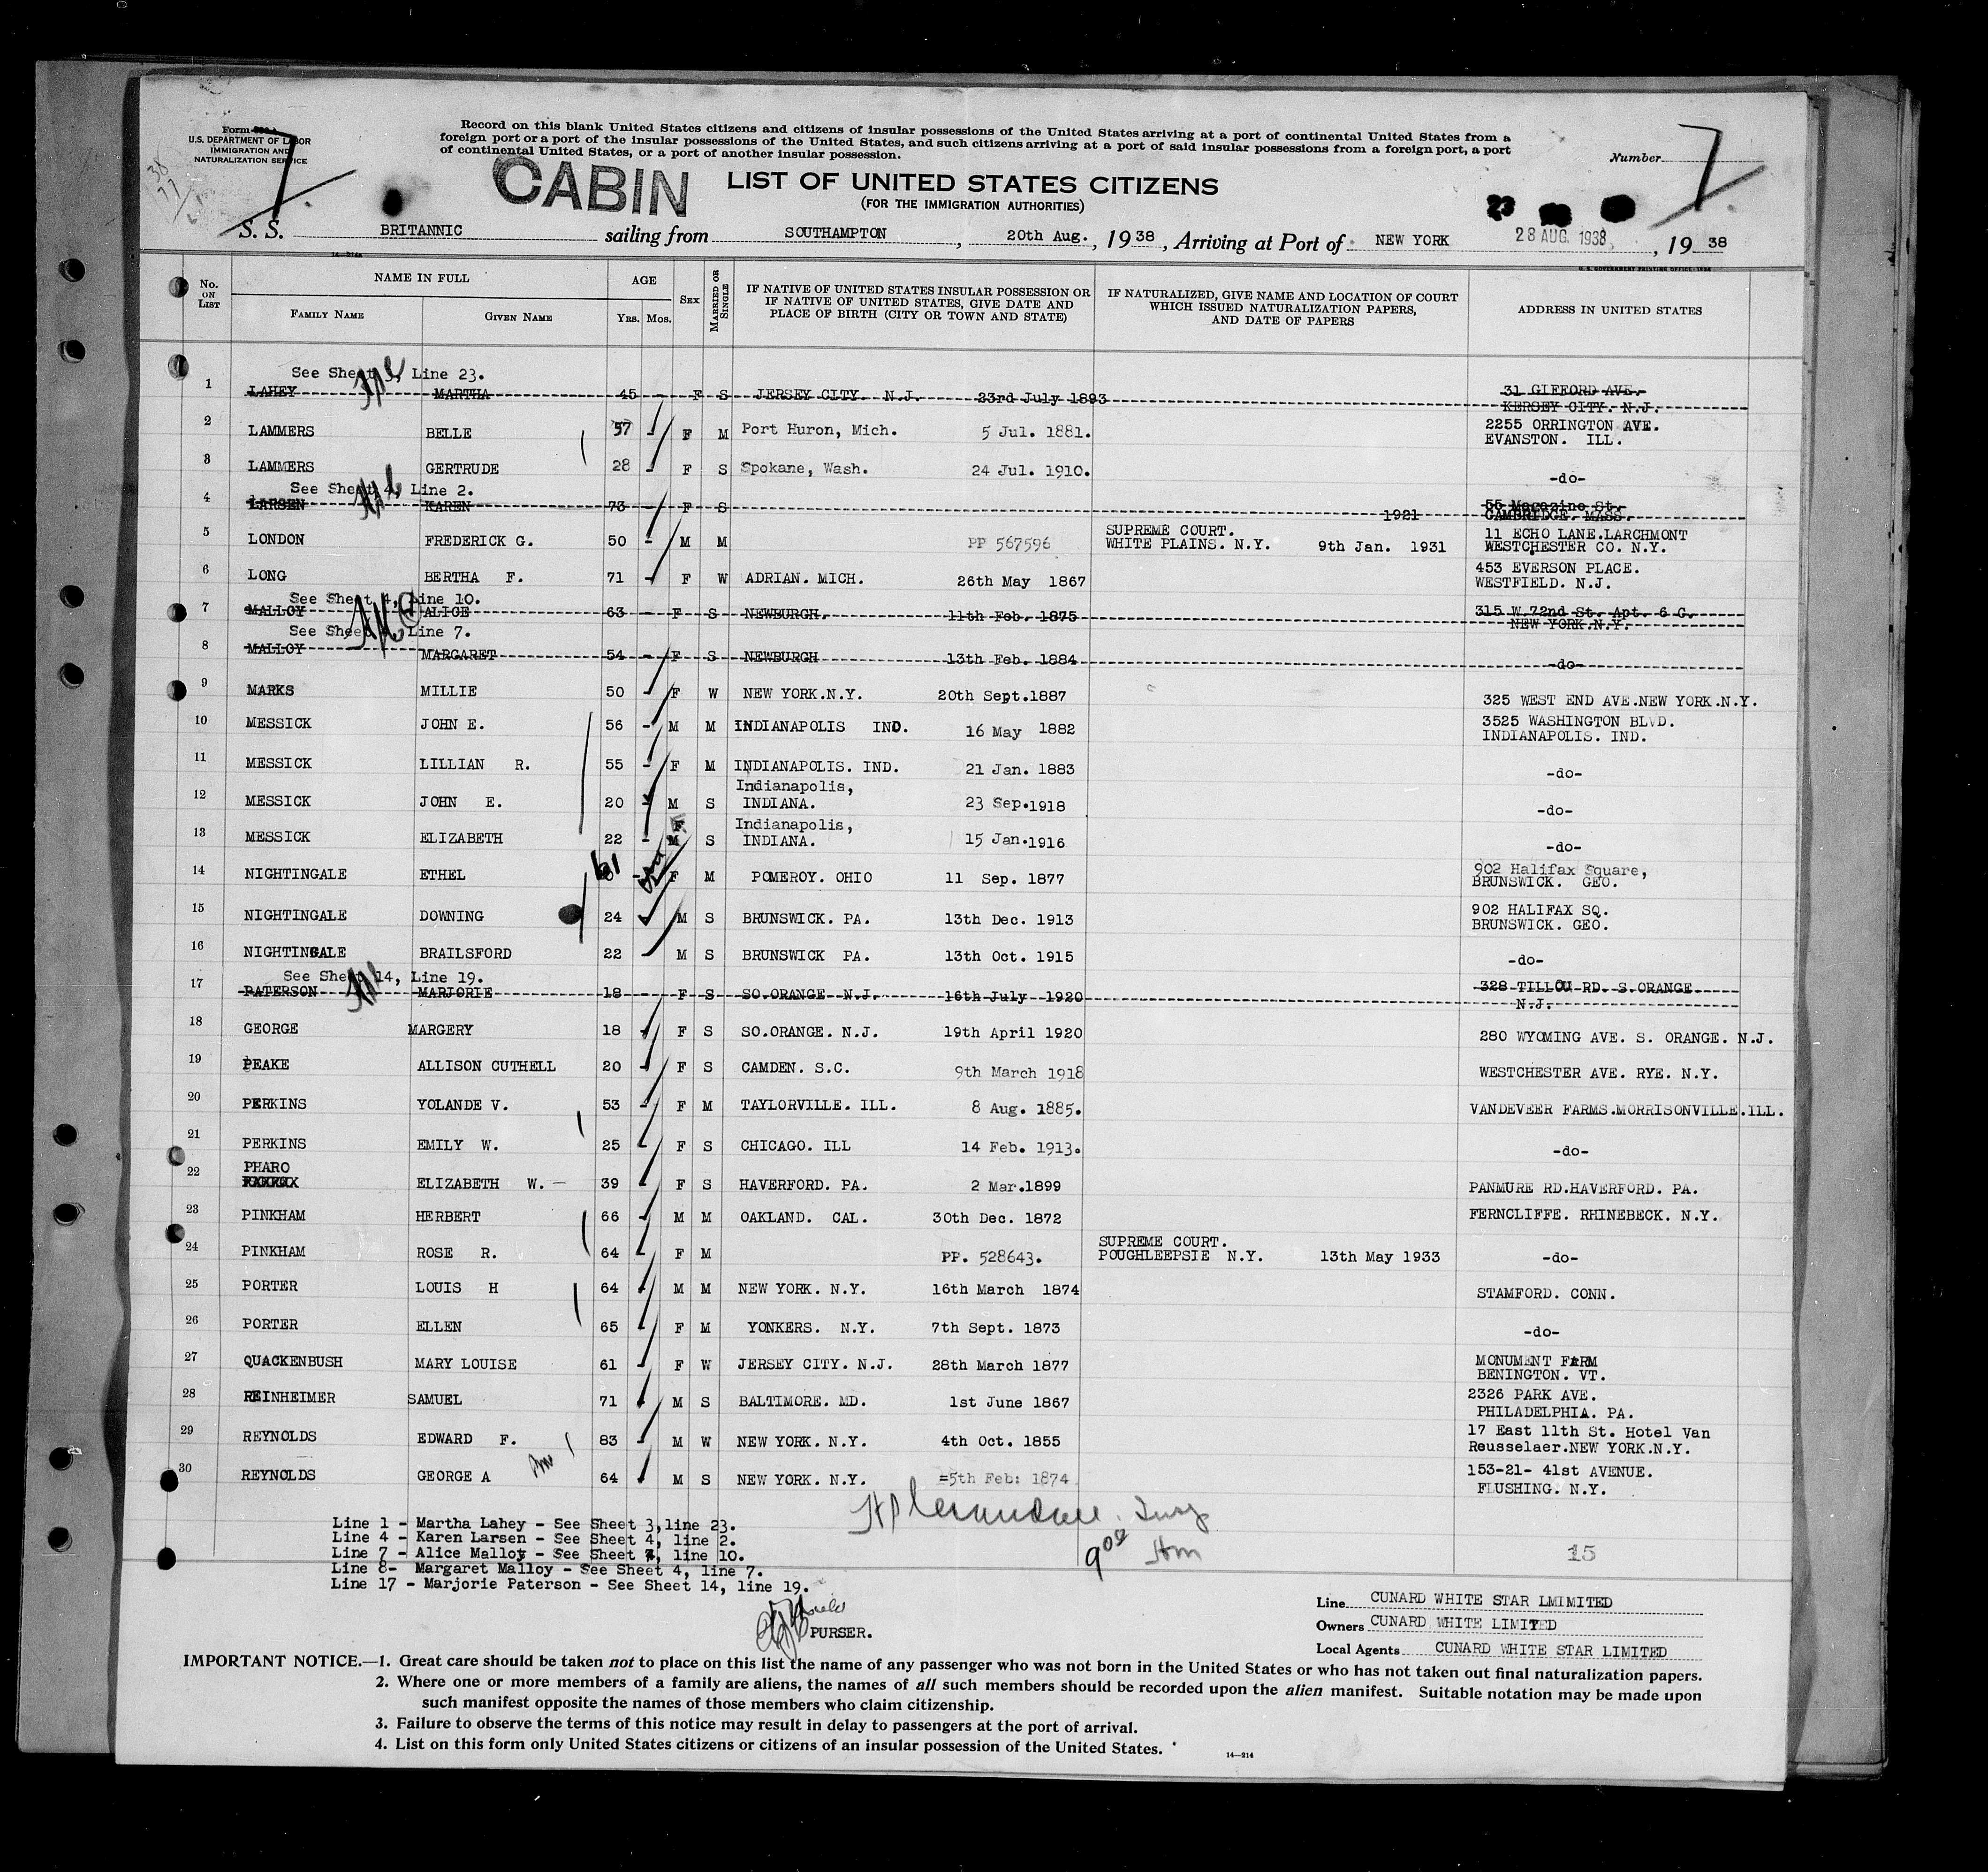 Form
U.S. DEPARTMENT OF LABOR
IMMIGRATION AND
NATURALIZATION SERVICE
7
Record on this blank United States citizens and citizens of insular possessions of the United States arriving at a port of continental United States from a
foreign port or a port of the insular possessions of the United States, and such citizens arriving at a port of said insular possessions from a foreign port, a port
of continental United States, or a port of another insular possession.
Number 7
CABIN LIST OF UNITED STATES CITIZENS
(FOR THE IMMIGRATION AUTHORITIES)
S. S. BRITANNIC sailing from SOUTHAMPTON, 20th Aug., 1938, Arriving at Port of NEW YORK 28 AUG. 1938, 1938
No. ON LIST
NAME IN FULL
FAMILY NAME GIVEN NAME
AGE
YRS. MOS.
SEX
MARRIED OR SINGLE
IF NATIVE OF UNITED STATES INSULAR POSSESSION OR
IF NATIVE OF UNITED STATES, GIVE DATE AND
PLACE OF BIRTH (CITY OR TOWN AND STATE)
IF NATURALIZED, GIVE NAME AND LOCATION OF COURT
WHICH ISSUED NATURALIZATION PAPERS,
AND DATE OF PAPERS
ADDRESS IN UNITED STATES
See Sheet 3, Line 23.
1 LAHEY MARTHA 45 - F S JERSEY CITY. N.J. 23rd July 1893 31 GIFFORD AVE.
KERSEY CITY. N.J.
2 LAMMERS BELLE 57 - F M Port Huron, Mich. 5 Jul. 1881. 2255 ORRINGTON AVE.
EVANSTON. ILL.
3 LAMMERS GERTRUDE 28 - F S Spokane, Wash. 24 Jul. 1910. -do-
See Sheet 4, Line 2.
4 LARSEN KAREN 73 - F S 1921 55 Magazine St.
CAMBRIDGE. MASS.
5 LONDON FREDERICK G. 50 - M M PP 567596 SUPREME COURT.
WHITE PLAINS. N.Y. 9th Jan. 1931 11 ECHO LANE.LARCHMONT
WESTCHESTER CO. N.Y.
6 LONG BERTHA F. 71 - F W ADRIAN. MICH. 26th May 1867 453 EVERSON PLACE.
WESTFIELD. N.J.
See Sheet 4, Line 10.
7 MALLOY ALICE 63 - F S NEWBURGH. 11th Feb. 1875 315 W.72nd St. Apt. 6 C.
NEW YORK.N.Y.
See Sheet Line 7.
8 MALLOY MARGARET 54 - F S NEWBURGH 13th Feb. 1884 -do-
9 MARKS MILLIE 50 - F W NEW YORK.N.Y. 20th Sept.1887 325 WEST END AVE.NEW YORK.N.Y.
10 MESSICK JOHN E. 56 - M M INDIANAPOLIS IND. 16 May 1882 3525 WASHINGTON BLVD.
INDIANAPOLIS. IND.
11 MESSICK LILLIAN R. 55 - F M INDIANAPOLIS. IND. 21 Jan. 1883 -do-
12 MESSICK JOHN E. 20 - M S Indianapolis,
INDIANA. 23 Sep.1918 -do-
13 MESSICK ELIZABETH 22 - F S Indianapolis,
INDIANA. 15 Jan.1916 -do-
14 NIGHTINGALE ETHEL 61 - F M POMEROY. OHIO 11 Sep. 1877 902 Halifax Square,
BRUNSWICK. GEO.
15 NIGHTINGALE DOWNING 24 M S BRUNSWICK. PA. 13th Dec. 1913 902 HALIFAX SQ.
BRUNSWICK. GEO.
16 NIGHTINGALE BRAILSFORD 22 M S BRUNSWICK PA. 13th Oct. 1915 -do-
See Sheet 14, Line 19.
17 PATERSON MARJORIE 18 - F S SO.ORANGE N.J. 16th July 1920 328 TILLOU RD. S.ORANGE
N.J.
18 GEORGE MARGERY 18 F S SO.ORANGE. N.J. 19th April 1920 280 WYOMING AVE. S. ORANGE. N.J.
19 PEAKE ALLISON CUTHELL 20 F S CAMDEN. S.C. 9th March 1918 WESTCHESTER AVE. RYE. N.Y.
20 PERKINS YOLANDE V. 53 F M TAYLORVILLE. ILL. 8 Aug. 1885. VANDEVEER FARMS.MORRISONVILLE.ILL.
21 PERKINS EMILY W. 25 F S CHICAGO. ILL 14 Feb. 1913. -do-
PHARO
22 ELIZABETH W. — 39 F S HAVERFORD. PA. 2 Mar.1899 PANMURE RD.HAVERFORD. PA.
23 PINKHAM HERBERT 66 M M OAKLAND. CAL. 30th Dec. 1872 FERNCLIFFE. RHINEBECK. N.Y.
24 PINKHAM ROSE R. 64 F M PP. 528643. SUPREME COURT.
POUGHLEEPSIE N.Y. 13th May 1933 -do-
25 PORTER LOUIS H 64 M M NEW YORK. N.Y. 16th March 1874 STAMFORD. CONN.
26 PORTER ELLEN 65 F M YONKERS. N.Y. 7th Sept. 1873 -do-
27 QUACKENBUSH MARY LOUISE 61 F W JERSEY CITY. N.J. 28th March 1877 MONUMENT FARM
BENINGTON. VT.
28 REINHEIMER SAMUEL 71 M S BALTIMORE. MD. 1st June 1867 2326 PARK AVE.
PHILADELPHIA. PA.
29 REYNOLDS EDWARD F. 83 M W NEW YORK. N.Y. 4th Oct. 1855 17 East 11th St. Hotel Van
Reusselaer.NEW YORK.N.Y.
30 REYNOLDS GEORGE A 64 M S NEW YORK. N.Y. =5th Feb: 1874 153-21- 41st AVENUE.
FLUSHING. N.Y.
Line 1 - Martha Lahey - See Sheet 3,line 23.
Line 4 - Karen Larsen - See Sheet 4, line 2.
Line 7 - Alice Malloy - See Sheet 4, line 10.
Line 8- Margaret Malloy - See Sheet 4, line 7.
Line 17 - Marjorie Paterson - See Sheet 14, line 19.
15
PURSER.
Line CUNARD WHITE STAR LMIMITED
Owners CUNARD WHITE LIMITED
Local Agents CUNARD WHITE STAR LIMITED
IMPORTANT NOTICE.—1. Great care should be taken not to place on this list the name of any passenger who was not born in the United States or who has not taken out final naturalization papers.
2. Where one or more members of a family are aliens, the names of all such members should be recorded upon the alien manifest. Suitable notation may be made upon
such manifest opposite the names of those members who claim citizenship.
3. Failure to observe the terms of this notice may result in delay to passengers at the port of arrival.
4. List on this form only United States citizens or citizens of an insular possession of the United States.
14—214